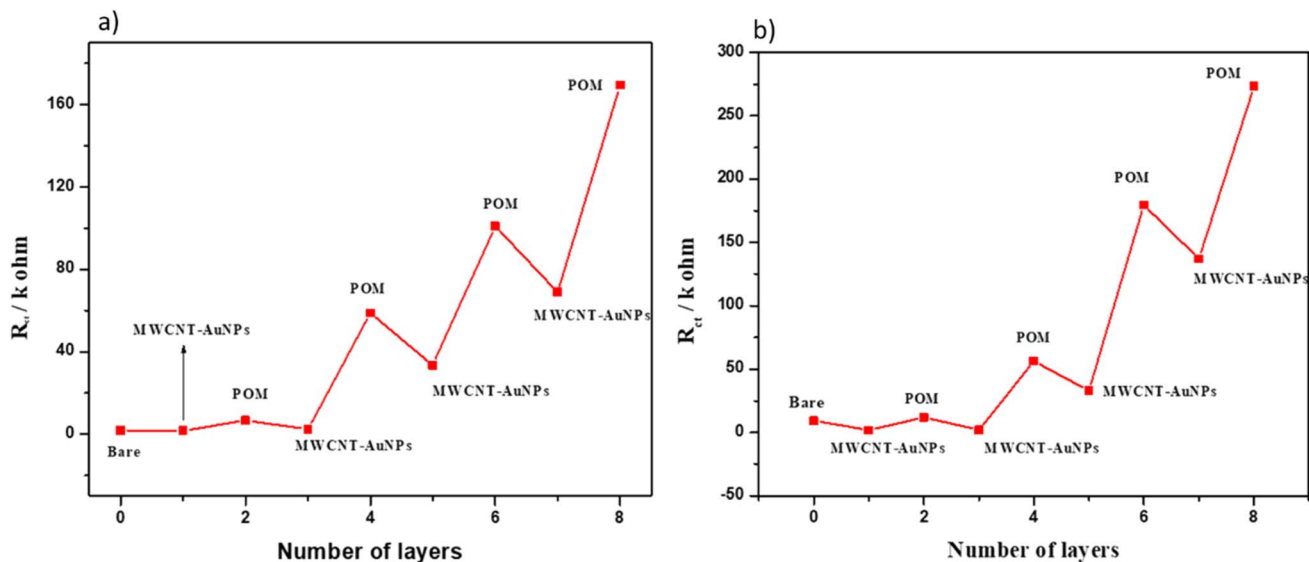 a)
R_ct / k ohm
160
120
80
40
0
POM
POM
POM
MWCNT-AuNPs
MWCNT-AuNPs
POM
MWCNT-AuNPs
MWCNT-AuNPs
Bare
0 2 4 6 8
Number of layers
b)
R_ct / k ohm
300
250
200
150
100
50
0
-50
POM
POM
MWCNT-AuNPs
POM
MWCNT-AuNPs
Bare
POM
MWCNT-AuNPs
MWCNT-AuNPs
0 2 4 6 8
Number of layers